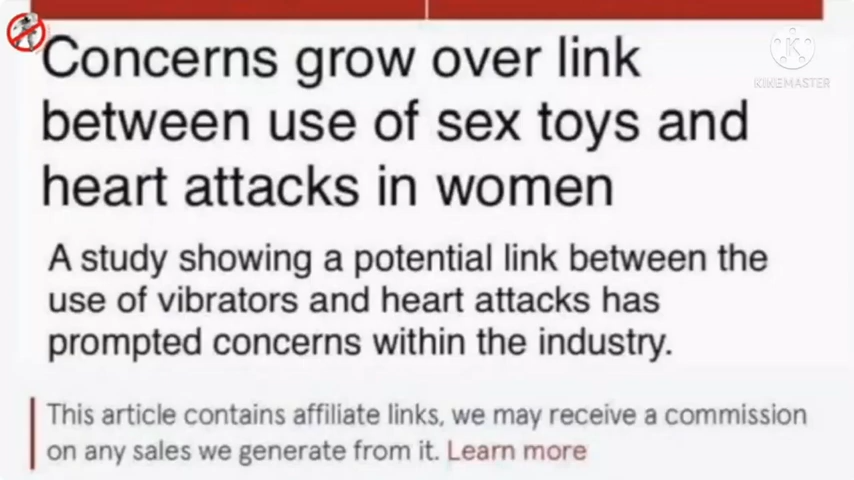 KINEMASTER
Concerns grow over link
between use of sex toys and
heart attacks in women
A study showing a potential link between the
use of vibrators and heart attacks has
prompted concerns within the industry.
This article contains affiliate links, we may receive a commission
on any sales we generate from it. Learn more